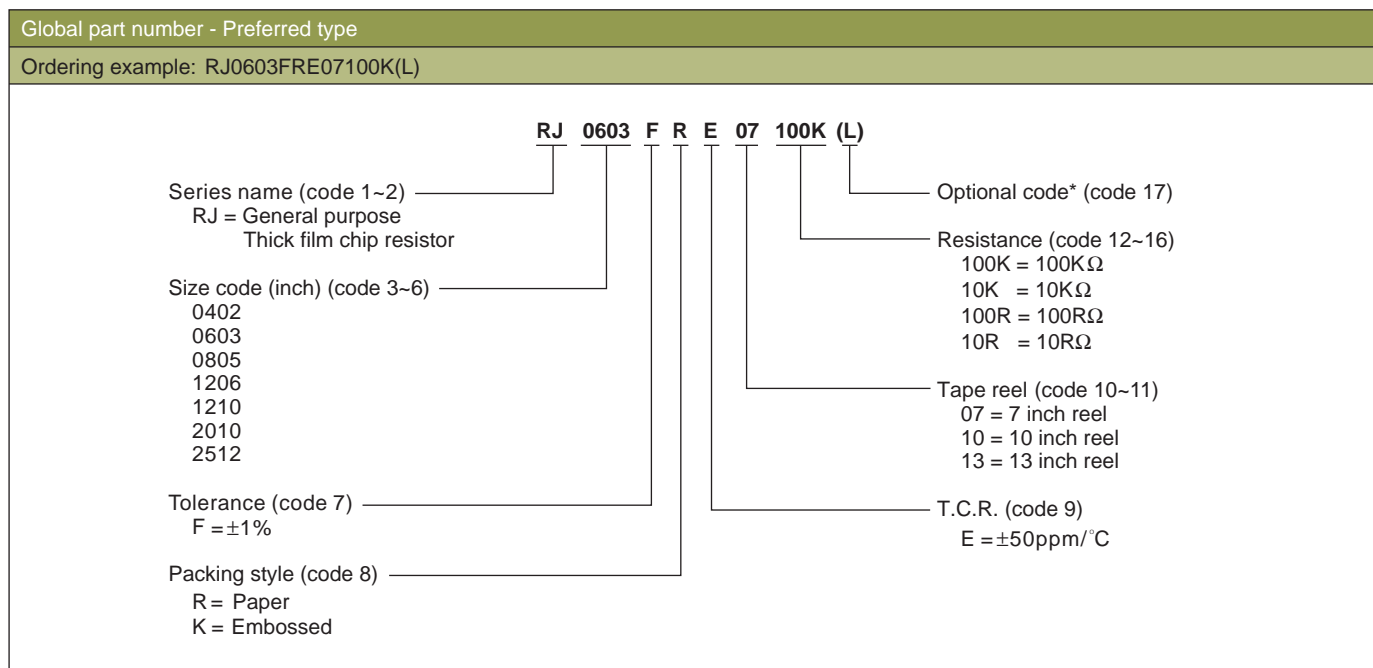 Global part number - Preferred type
Ordering example: RJ0603FRE07100K(L)
RJ 0603 F R E 07 100K (L)
Series name (code 1~2)
RJ = General purpose
Thick film chip resistor
Size code (inch) (code 3~6)
0402
0603
0805
1206
1210
2010
2512
Tolerance (code 7)
F =±1%
Packing style (code 8)
R = Paper
K = Embossed
Optional code* (code 17)
Resistance (code 12~16)
100K = 100KΩ
10K = 10KΩ
100R = 100RΩ
10R = 10RΩ
Tape reel (code 10~11)
07 = 7 inch reel
10 = 10 inch reel
13 = 13 inch reel
T.C.R. (code 9)
E =±50ppm/°C